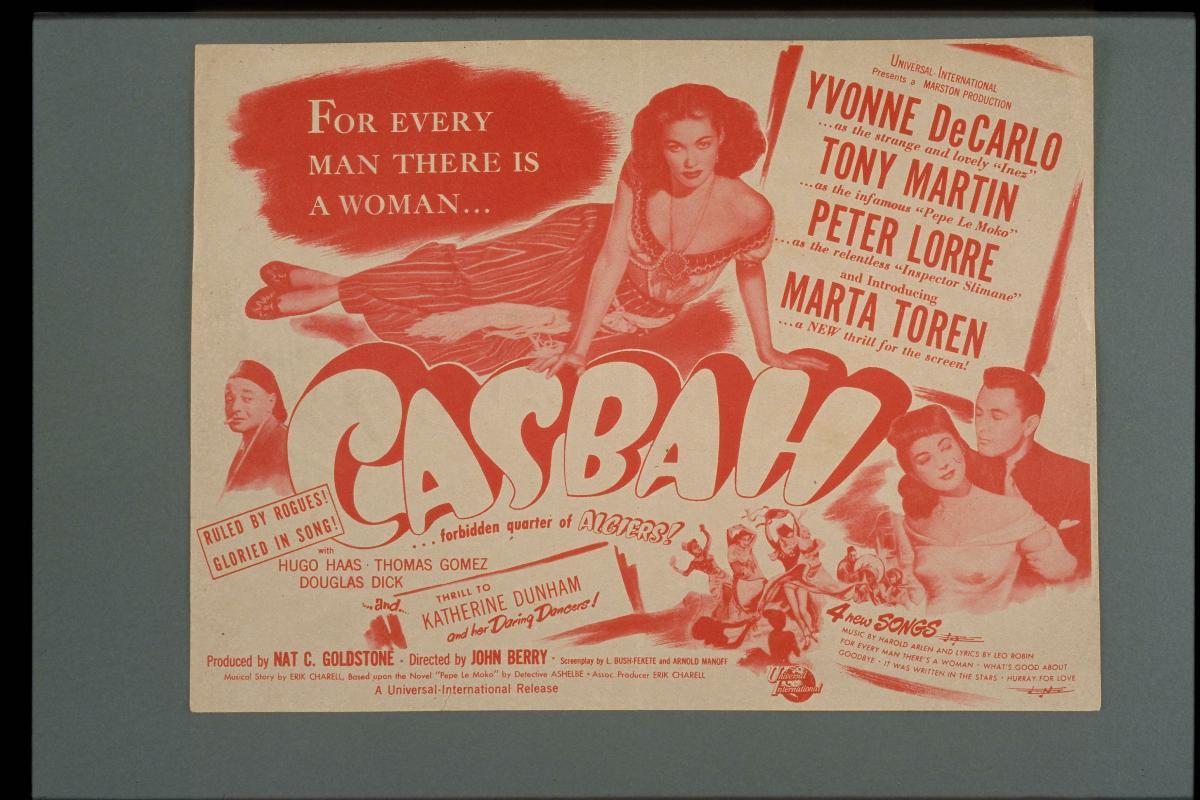 FOR EVERY
MAN THERE IS
A WOMAN...
UNIVERSAL-INTERNATIONAL
Presents a MARSTON PRODUCTION
YVONNE DeCARLO
...as the strange and lovely "Inez"
TONY MARTIN
...as the infamous "Pepe Le Moko"
PETER LORRE
...as the relentless "Inspector Slimane"
and Introducing
MARTA TOREN
...a NEW thrill for the screen!
CASBAH
...forbidden quarter of ALGIERS!
RULED BY ROGUES!
GLORIED IN SONG!
with
HUGO HAAS · THOMAS GOMEZ
DOUGLAS DICK
...and...
THRILL TO
KATHERINE DUNHAM
and her Daring Dancers!
4 new SONGS
MUSIC BY HAROLD ARLEN AND LYRICS BY LEO ROBIN
FOR EVERY MAN THERE'S A WOMAN · WHAT'S GOOD ABOUT
GOODBYE · IT WAS WRITTEN IN THE STARS · HURRAY FOR LOVE
Produced by NAT C. GOLDSTONE · Directed by JOHN BERRY · Screenplay by L. BUSH-FEKETE and ARNOLD MANOFF
Musical Story by ERIK CHARELL, Based upon the Novel "Pepe Le Moko" by Detective ASHELBE · Assoc. Producer ERIK CHARELL
A Universal-International Release
Universal
International